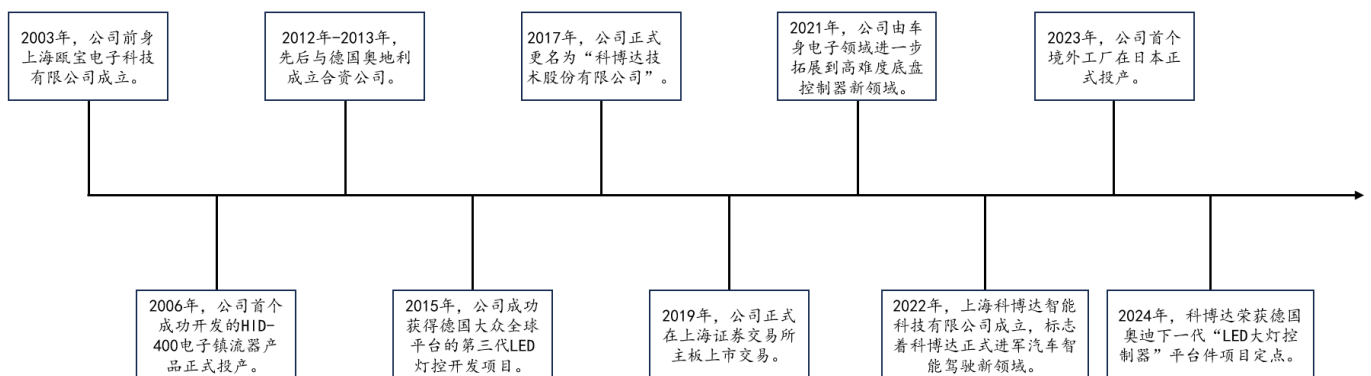 2003年，公司前身
上海瓯宝电子科技
有限公司成立。
2012年-2013年，
先后与德国奥地利
成立合资公司。
2017年，公司正式
更名为“科博达技
术股份有限公司”。
2021年，公司由车
身电子领域进一步
拓展到高难度底盘
控制器新领域。
2023年，公司首个
境外工厂在日本正
式投产。
2006年，公司首个
成功开发的HID-
400电子镇流器产
品正式投产。
2015年，公司成功
获得德国大众全球
平台的第三代LED
灯控开发项目。
2019年，公司正式
在上海证券交易所
主板上市交易。
2022年，上海科博达智能
科技有限公司成立，标志
着科博达正式进军汽车智
能驾驶新领域。
2024年，科博达荣获德国
奥迪下一代“LED大灯控
制器”平台件项目定点。